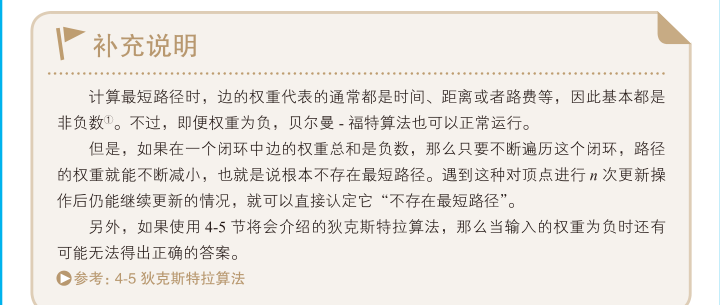 补充说明
计算最短路径时，边的权重代表的通常都是时间、距离或者路费等，因此基本都是
非负数①。不过，即便权重为负，贝尔曼 - 福特算法也可以正常运行。
但是，如果在一个闭环中边的权重总和是负数，那么只要不断遍历这个闭环，路径
的权重就能不断减小，也就是说根本不存在最短路径。遇到这种对顶点进行 n 次更新操
作后仍能继续更新的情况，就可以直接认定它“不存在最短路径”。
另外，如果使用 4-5 节将会介绍的狄克斯特拉算法，那么当输入的权重为负时还有
可能无法得出正确的答案。
参考：4-5 狄克斯特拉算法